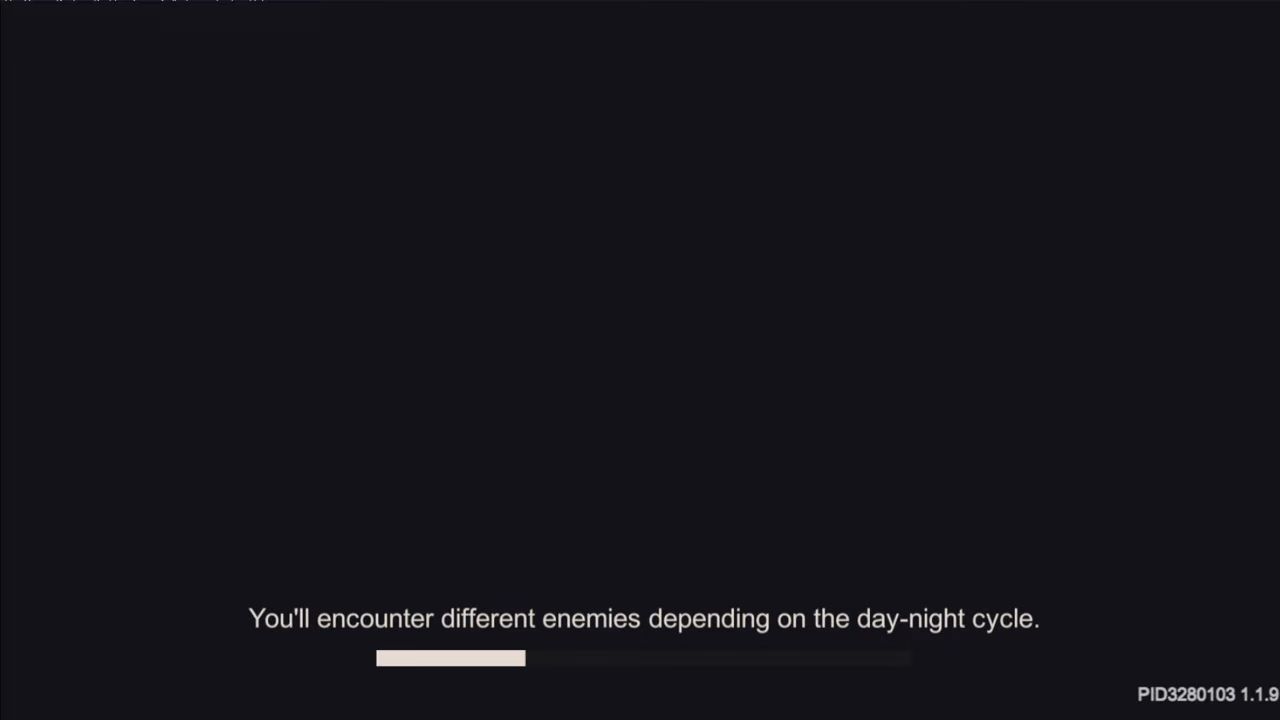 You'll encounter different enemies depending on the day-night cycle.
PID3280103 1.1.9